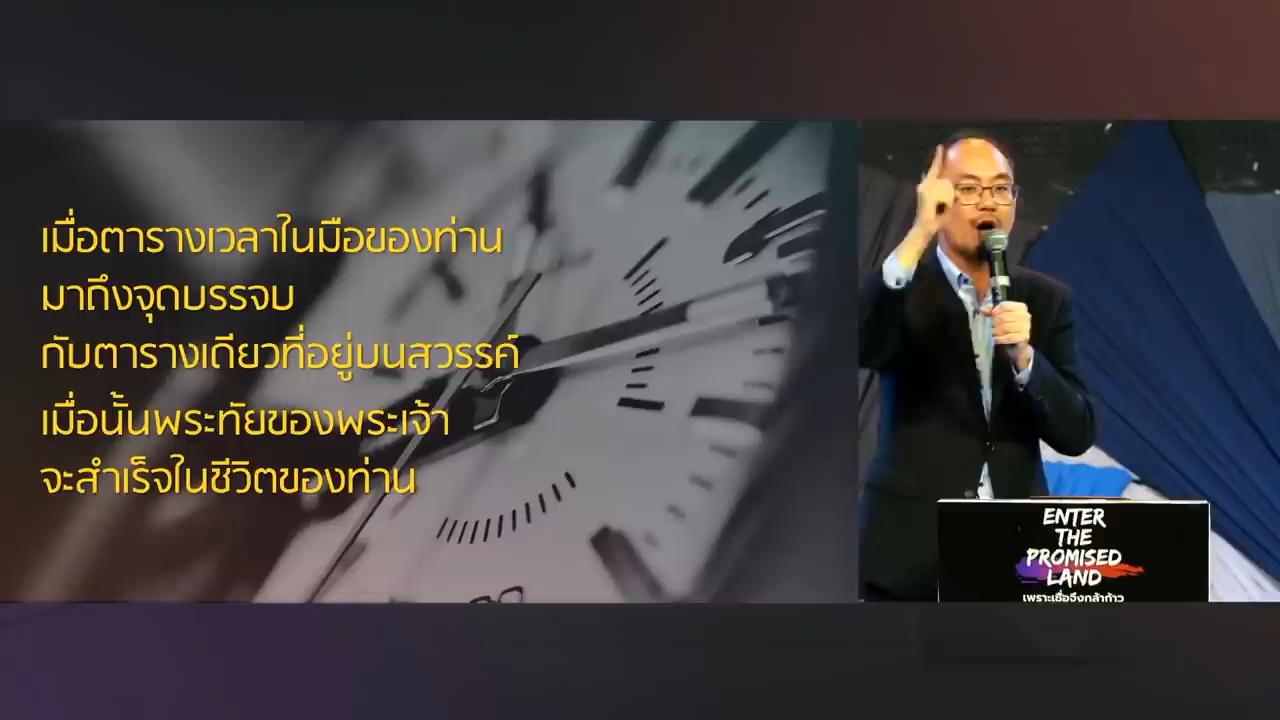 เมื่อตารางเวลาในมือของท่าน
มาถึงจุดบรรจบ
กับตารางเดียวที่อยู่บนสวรรค์
เมื่อนั้นพระทัยของพระเจ้า
จะสำเร็จในชีวิตของท่าน
ENTER
THE
PROMISED
LAND
เพราะเชื่อจึงกล้าก้าว